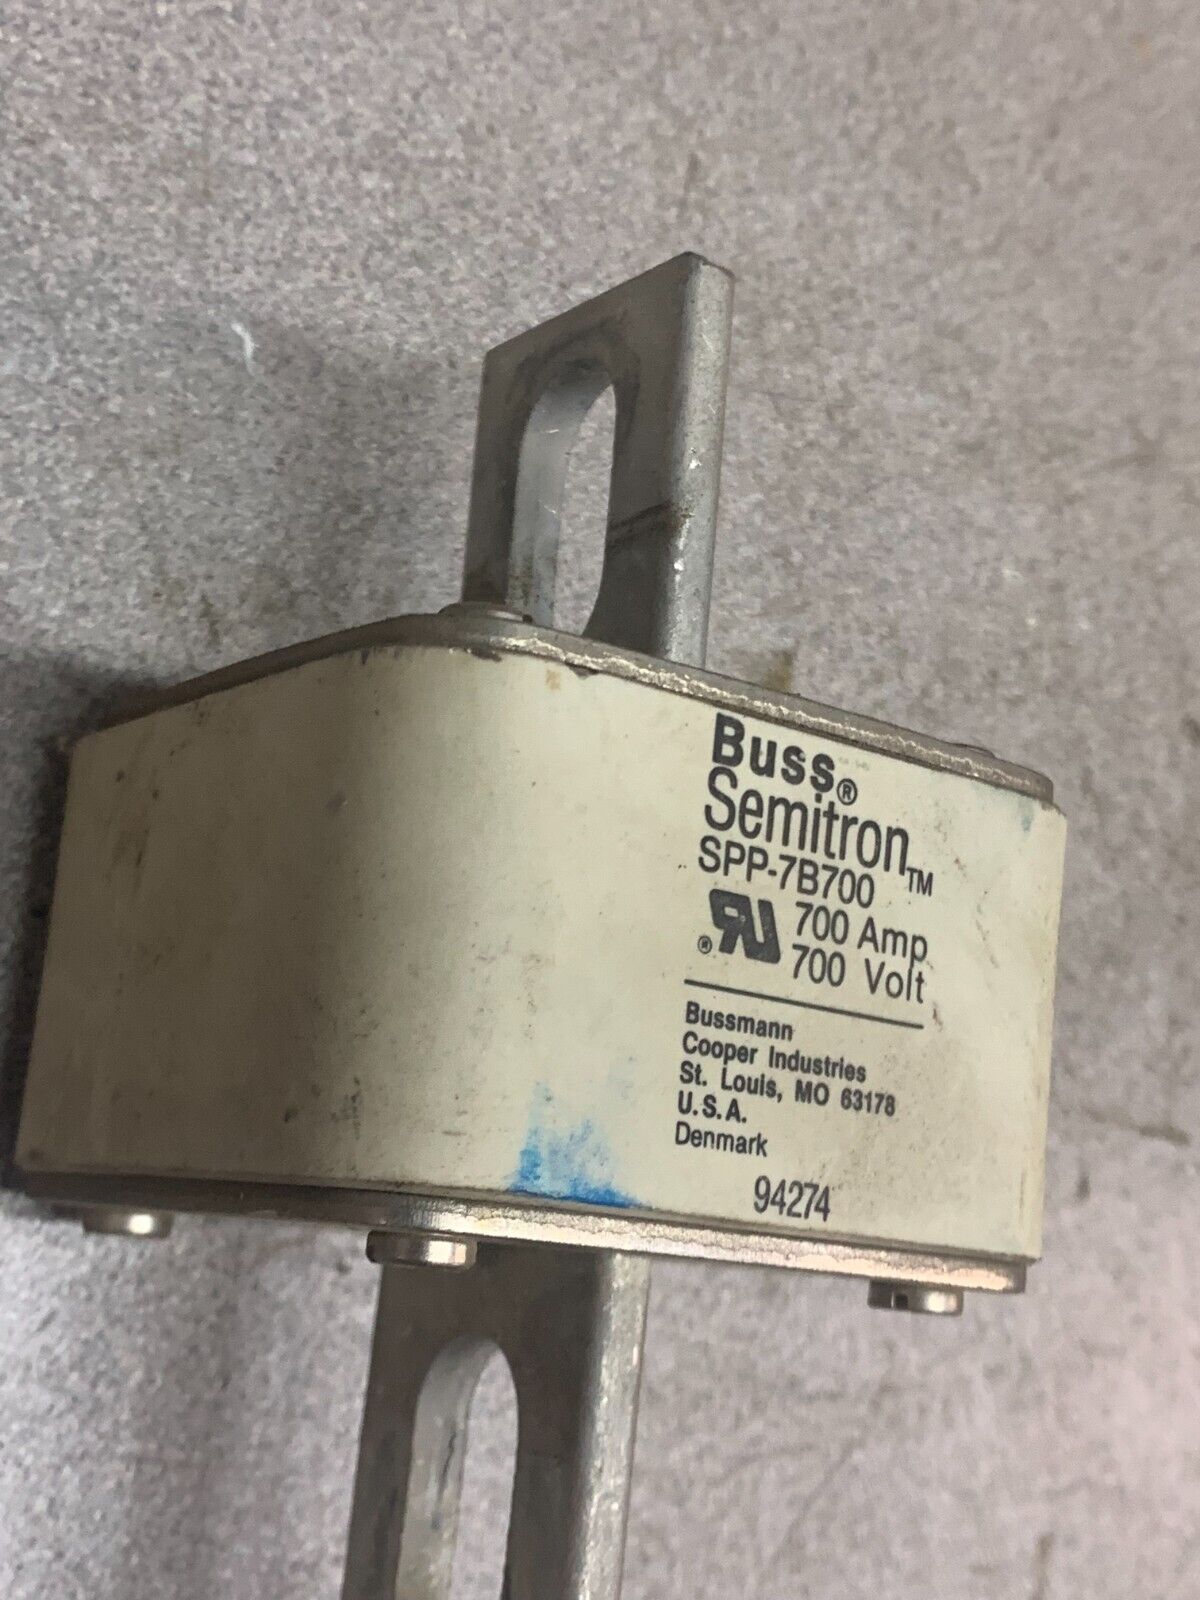 Buss®
Semitron™
SPP-7B700
700 Amp
700 Volt
®
Bussmann
Cooper Industries
St. Louis, MO 63178
U.S.A.
Denmark
94274